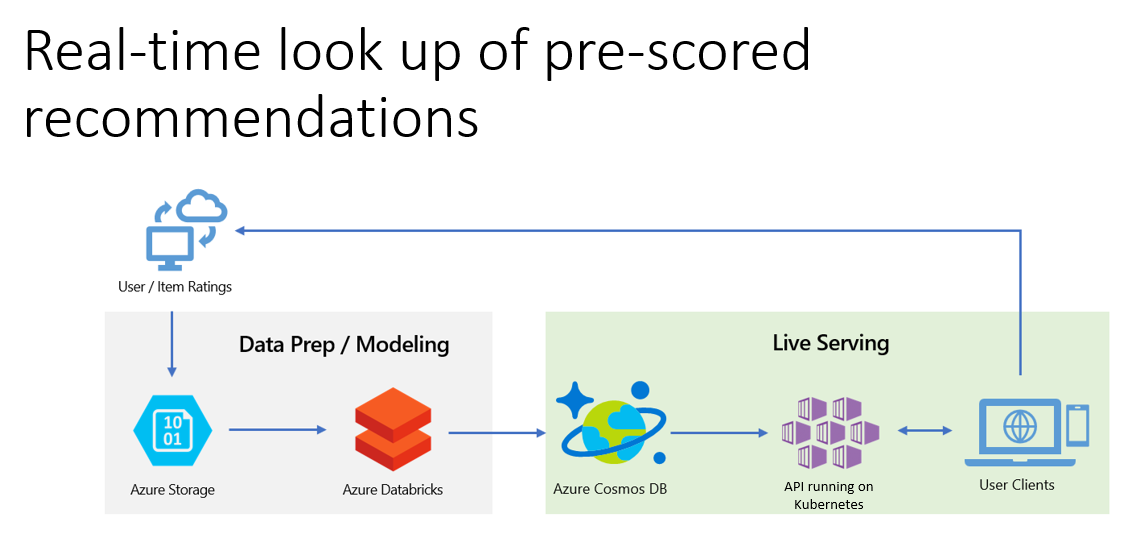 Real-time look up of pre-scored
recommendations
User / Item Ratings
Data Prep / Modeling
Live Serving
10
01
Azure Storage
Azure Databricks
Azure Cosmos DB
API running on
Kubernetes
User Clients